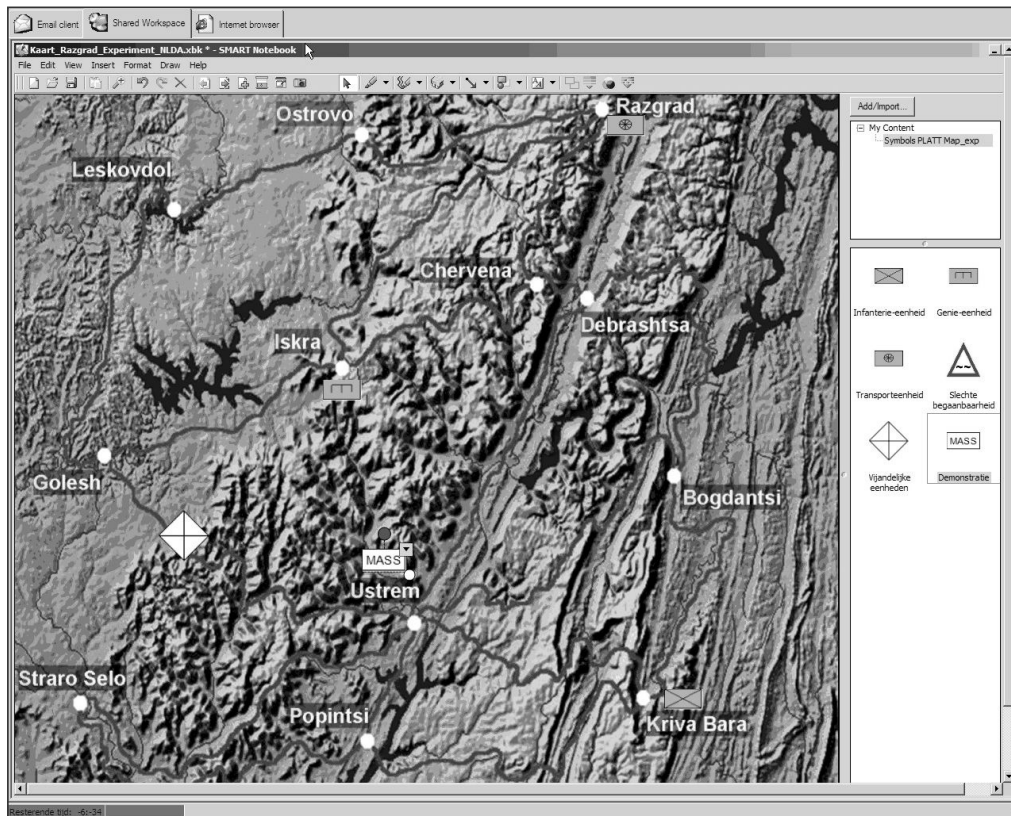 Email client
Shared Workspace
Internet browser
Kaart_Razgrad_Experiment_NLDA.xbk * - SMART Notebook
File Edit View Insert Format Draw Help
Add/Import...
My Content
Symbols PLATT Map_exp
Ostrovo
Razgrad
Leskovdol
Chervena
Debrashtsa
Iskra
Golesh
Bogdantsi
MASS
Ustrem
Straro Selo
Popintsi
Kriva Bara
Infanterie-eenheid
Genie-eenheid
Transporteenheid
Slechte
begaanbaarheid
Vijandelijke
eenheden
MASS
Demonstratie
Resterende tijd: -6:-34